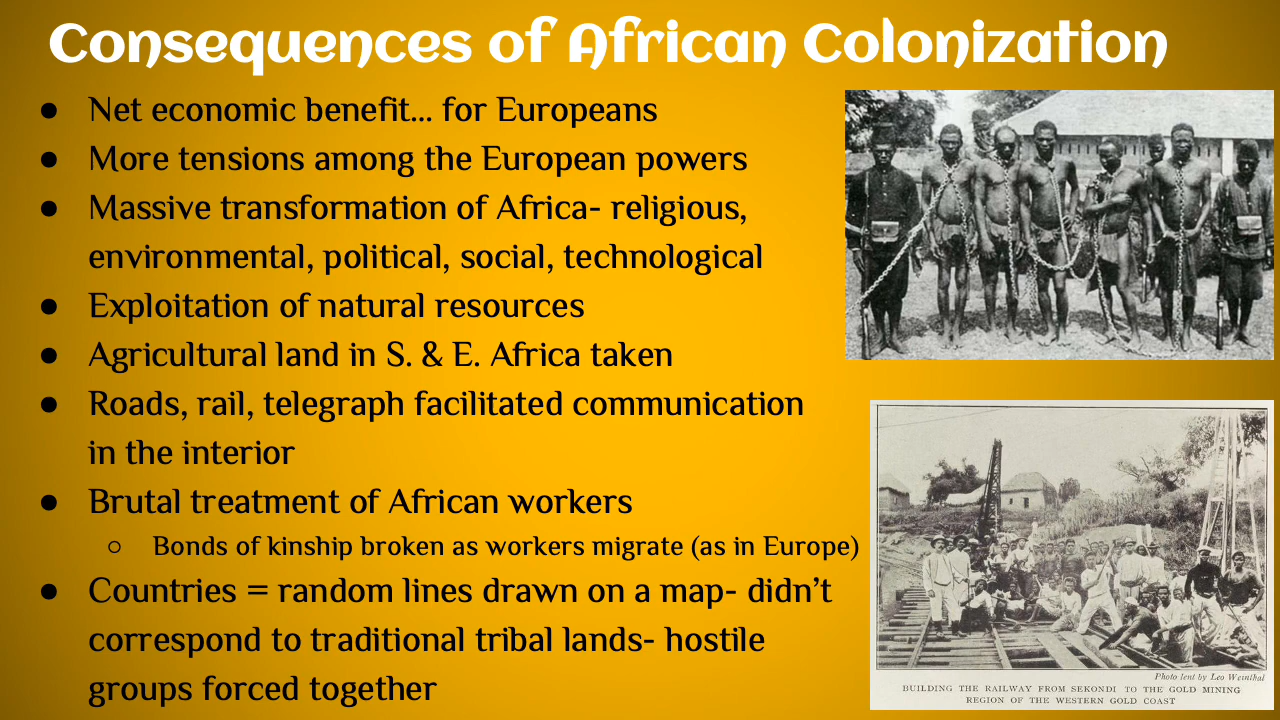 Consequences of African Colonization
● Net economic benefit... for Europeans
● More tensions among the European powers
● Massive transformation of Africa- religious,
environmental, political, social, technological
● Exploitation of natural resources
● Agricultural land in S. & E. Africa taken
● Roads, rail, telegraph facilitated communication
in the interior
● Brutal treatment of African workers
○ Bonds of kinship broken as workers migrate (as in Europe)
● Countries = random lines drawn on a map- didn’t
correspond to traditional tribal lands- hostile
groups forced together
Photo lent by Leo Weinthal
BUILDING THE RAILWAY FROM SEKONDI TO THE GOLD MINING
REGION OF THE WESTERN GOLD COAST